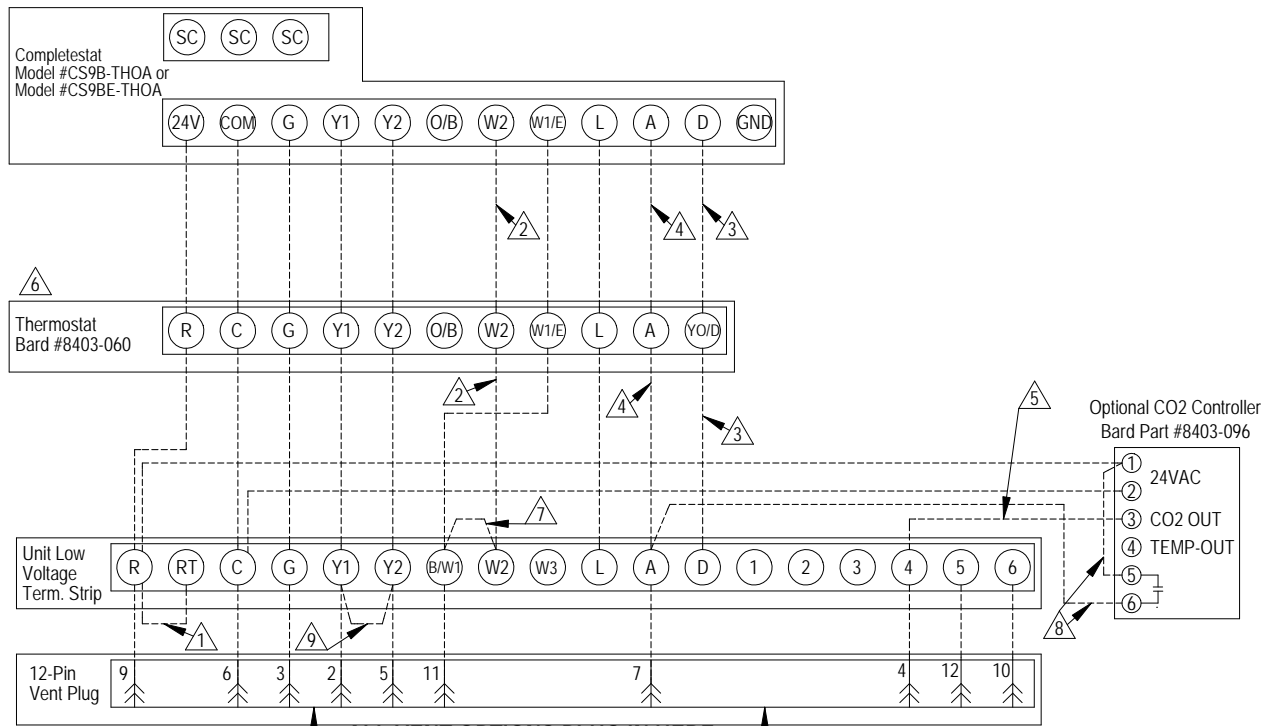 SC SC SC
Completestat
Model #CS9B-THOA or
Model #CS9BE-THOA
24V COM G Y1 Y2 O/B W2 W1/E L A D GND
2 4 3
6
Thermostat
Bard #8403-060
R C G Y1 Y2 O/B W2 W1/E L A YO/D
2 4 3 5
Optional CO2 Controller
Bard Part #8403-096
1
24VAC
2
3 CO2 OUT
4 TEMP-OUT
5
6
7
8
Unit Low
Voltage
Term. Strip
R RT C G Y1 Y2 B/W1 W2 W3 L A D 1 2 3 4 5 6
1 9
12-Pin
Vent Plug
9 6 3 2 5 11 7 4 12 10